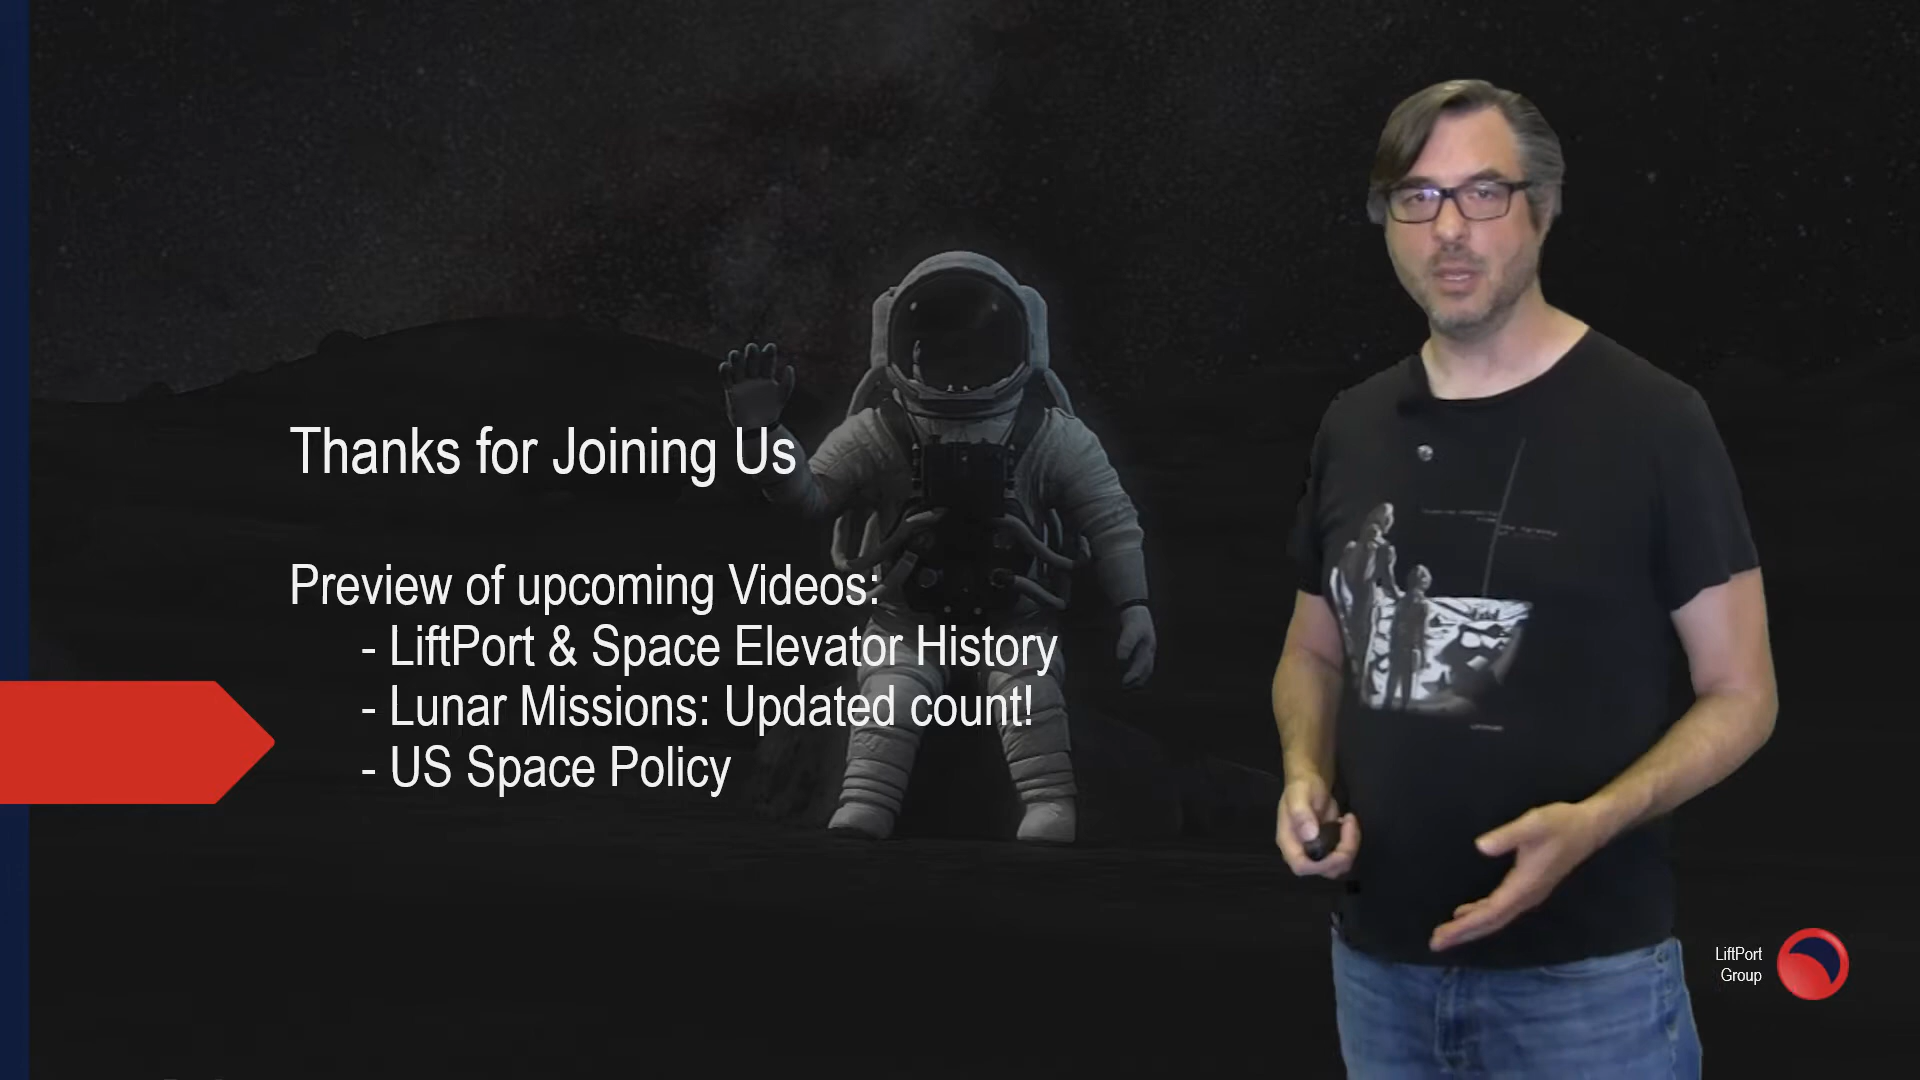 Thanks for Joining Us
Preview of upcoming Videos:
- LiftPort & Space Elevator History
- Lunar Missions: Updated count!
- US Space Policy
LiftPort
Group